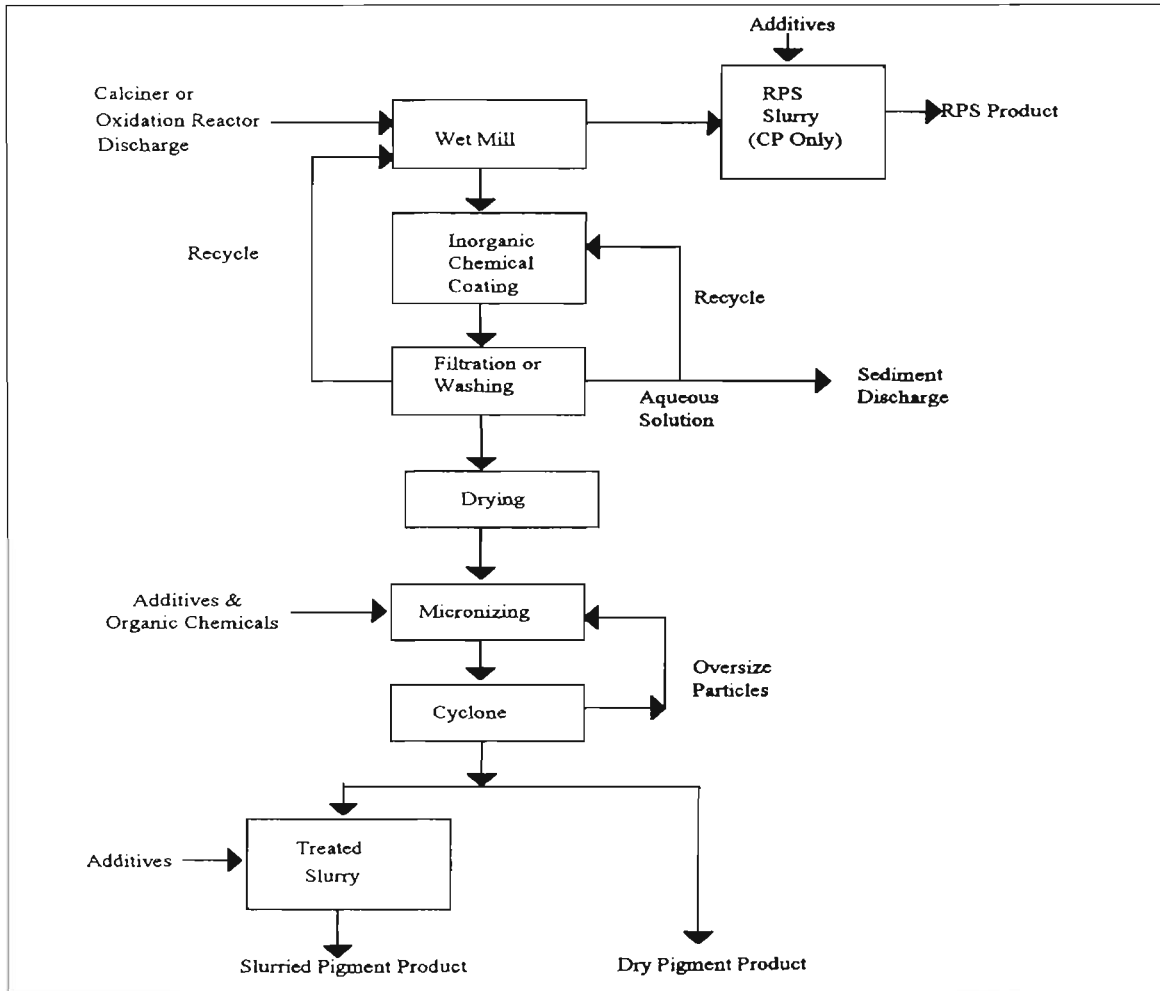 Additives
Calciner or
Oxidation Reactor
Discharge
Wet Mill
RPS
Slurry
(CP Only)
RPS Product
Inorganic
Chemical
Coating
Recycle
Recycle
Filtration or
Washing
Aqueous
Solution
Sediment
Discharge
Drying
Additives &
Organic Chemicals
Micronizing
Oversize
Particles
Cyclone
Additives
Treated
Slurry
Slurried Pigment Product
Dry Pigment Product